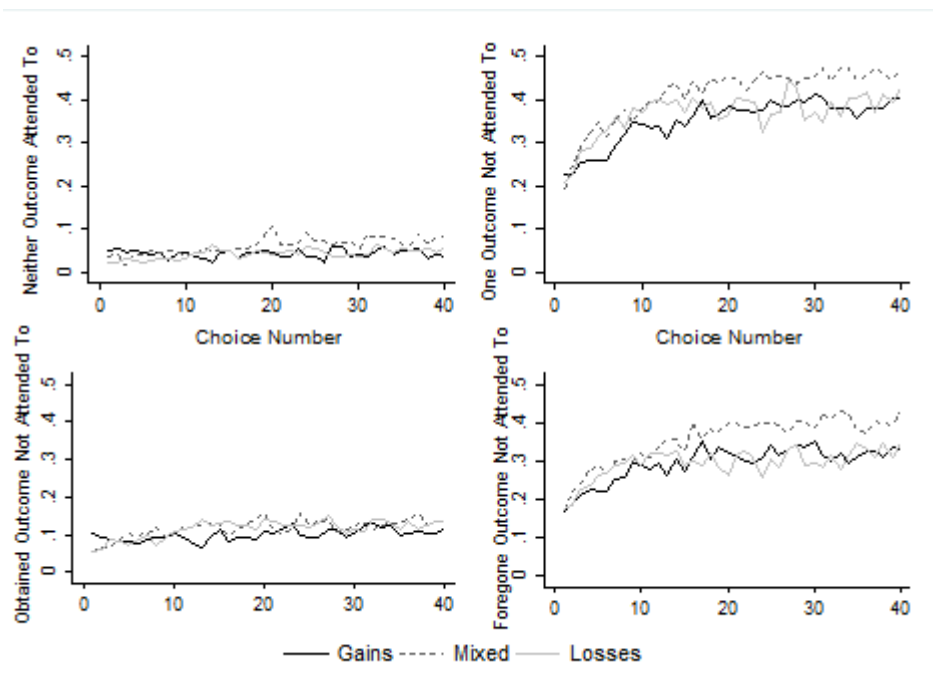 Neither Outcome Attended To
.5
.4
.3
.2
.1
0
0 10 20 30 40
Choice Number
One Outcome Not Attended To
.5
.4
.3
.2
.1
0
0 10 20 30 40
Choice Number
Obtained Outcome Not Attended To
.5
.4
.3
.2
.1
0
0 10 20 30 40
Foregone Outcome Not Attended To
.5
.4
.3
.2
.1
0
0 10 20 30 40
Gains Mixed Losses